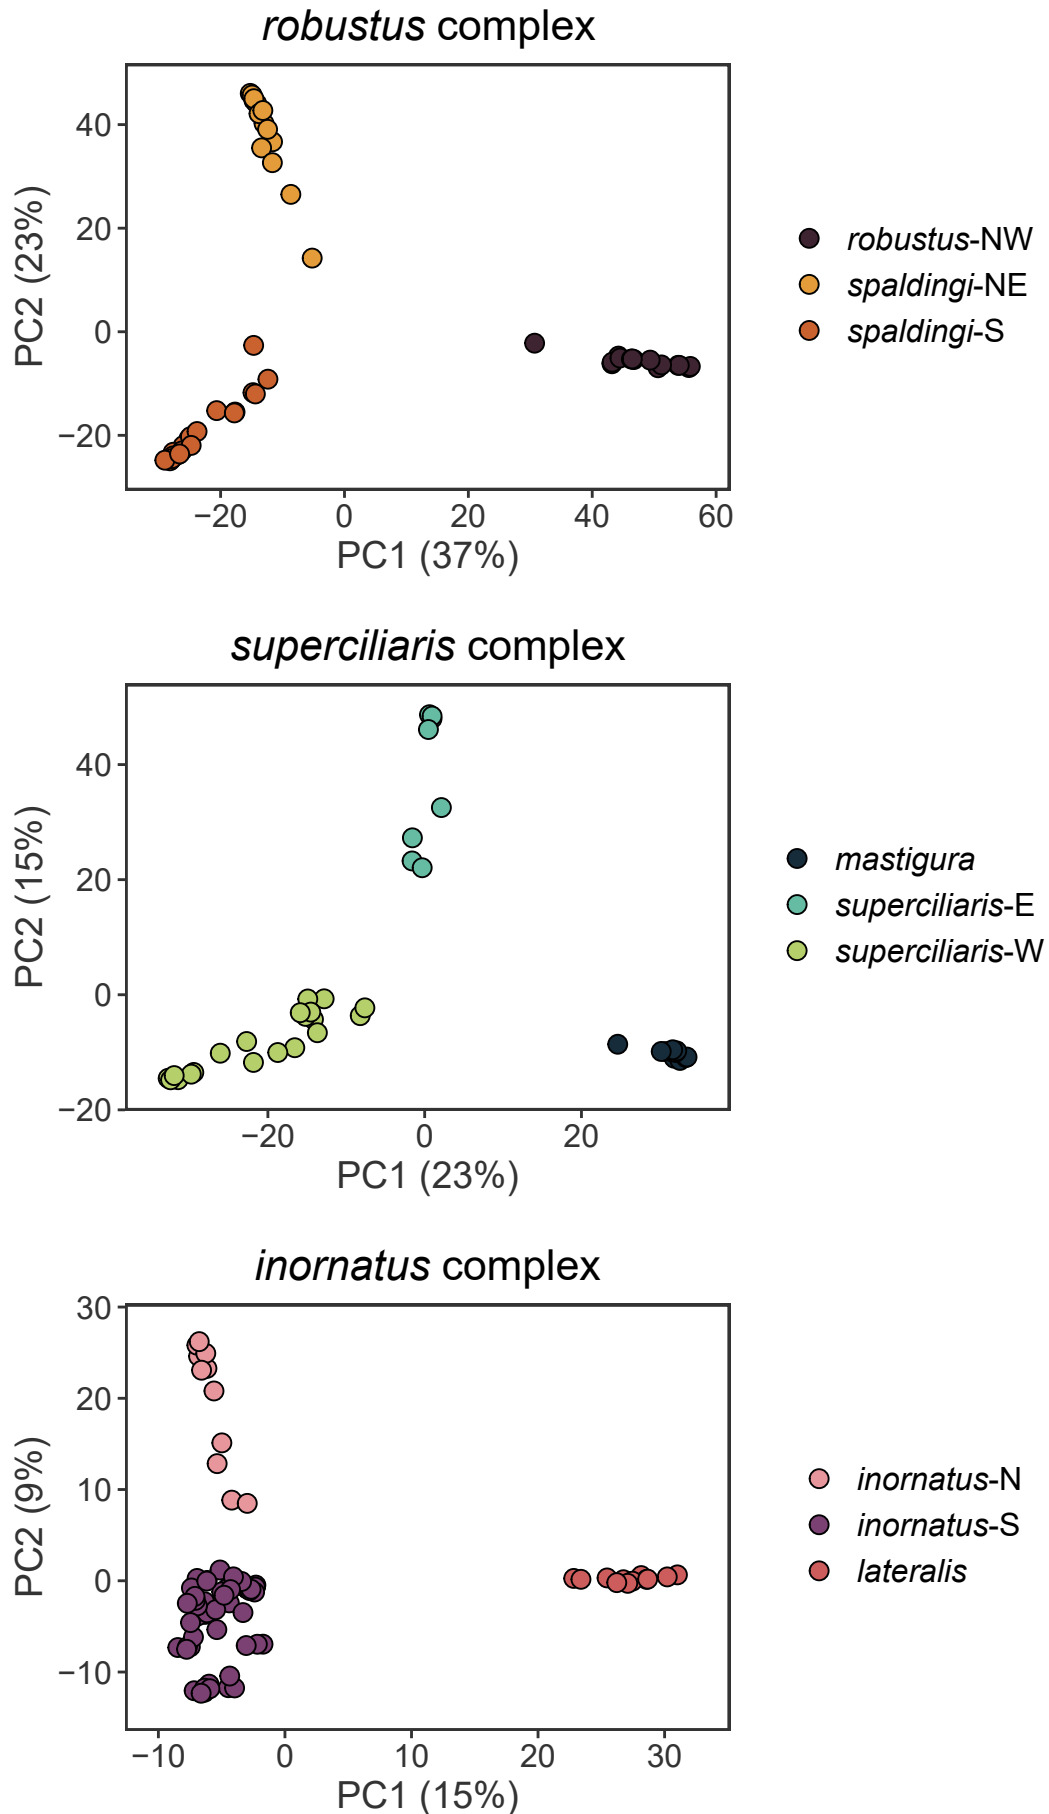 robustus complex
40
20
0
−20
PC2 (23%)
−20 0 20 40 60
PC1 (37%)
robustus-NW
spaldingi-NE
spaldingi-S
superciliaris complex
40
20
0
−20
PC2 (15%)
−20 0 20
PC1 (23%)
mastigura
superciliaris-E
superciliaris-W
inornatus complex
30
20
10
0
−10
PC2 (9%)
−10 0 10 20 30
PC1 (15%)
inornatus-N
inornatus-S
lateralis